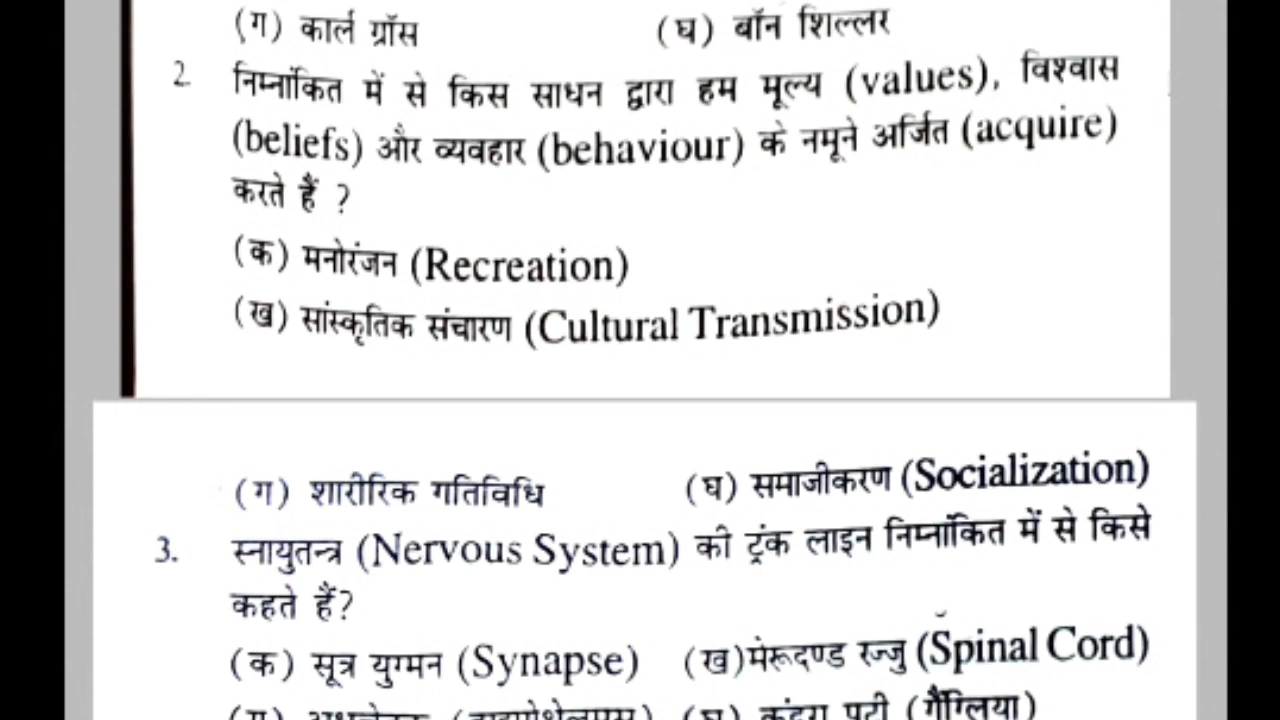 (ग) कार्ल ग्रॉस (घ) बॉन शिल्लर
2 निम्नांकित में से किस साधन द्वारा हम मूल्य (values), विश्वास
(beliefs) और व्यवहार (behaviour) के नमूने अर्जित (acquire)
करते हैं ?
(क) मनोरंजन (Recreation)
(ख) सांस्कृतिक संचारण (Cultural Transmission)
(ग) शारीरिक गतिविधि (घ) समाजीकरण (Socialization)
3. स्नायुतन्त्र (Nervous System) की ट्रंक लाइन निम्नांकित में से किसे
कहते हैं?
(क) सूत्र युग्मन (Synapse) (ख)मेरूदण्ड रज्जु (Spinal Cord)
(घ) (गैंग्लिया)